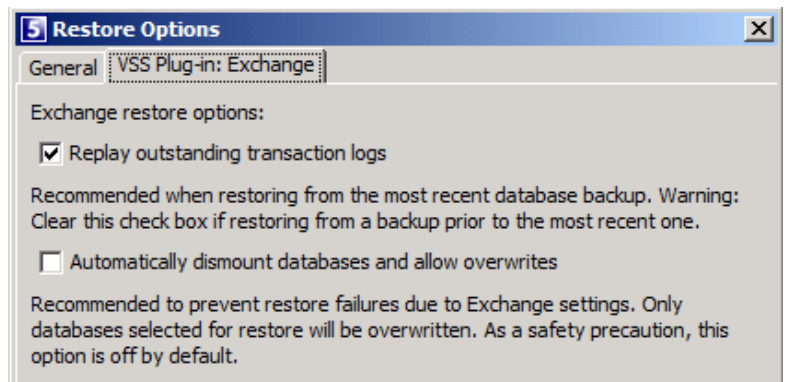 5 Restore Options
General VSS Plug-in: Exchange
Exchange restore options:
Replay outstanding transaction logs
Recommended when restoring from the most recent database backup. Warning:
Clear this check box if restoring from a backup prior to the most recent one.
Automatically dismount databases and allow overwrites
Recommended to prevent restore failures due to Exchange settings. Only
databases selected for restore will be overwritten. As a safety precaution, this
option is off by default.